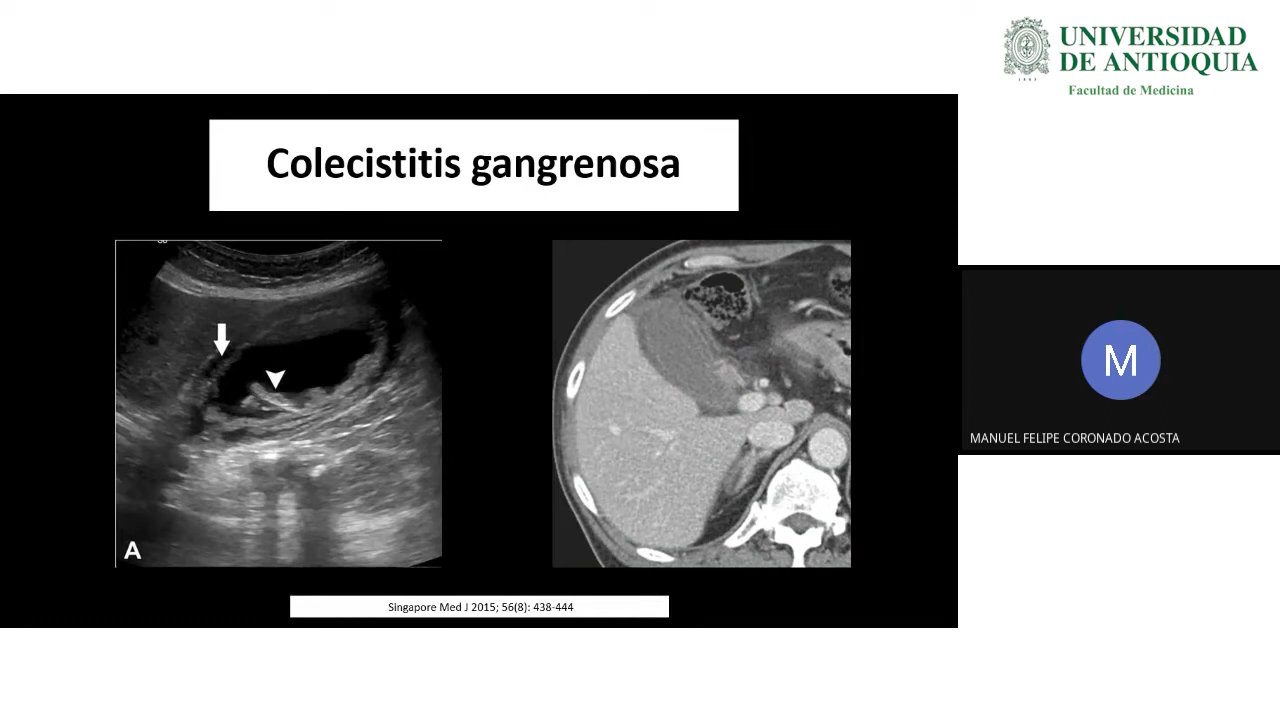 UNIVERSIDAD
DE ANTIOQUIA
1803
Facultad de Medicina
Colecistitis gangrenosa
A
Singapore Med J 2015; 56(8): 438-444
M
MANUEL FELIPE CORONADO ACOSTA